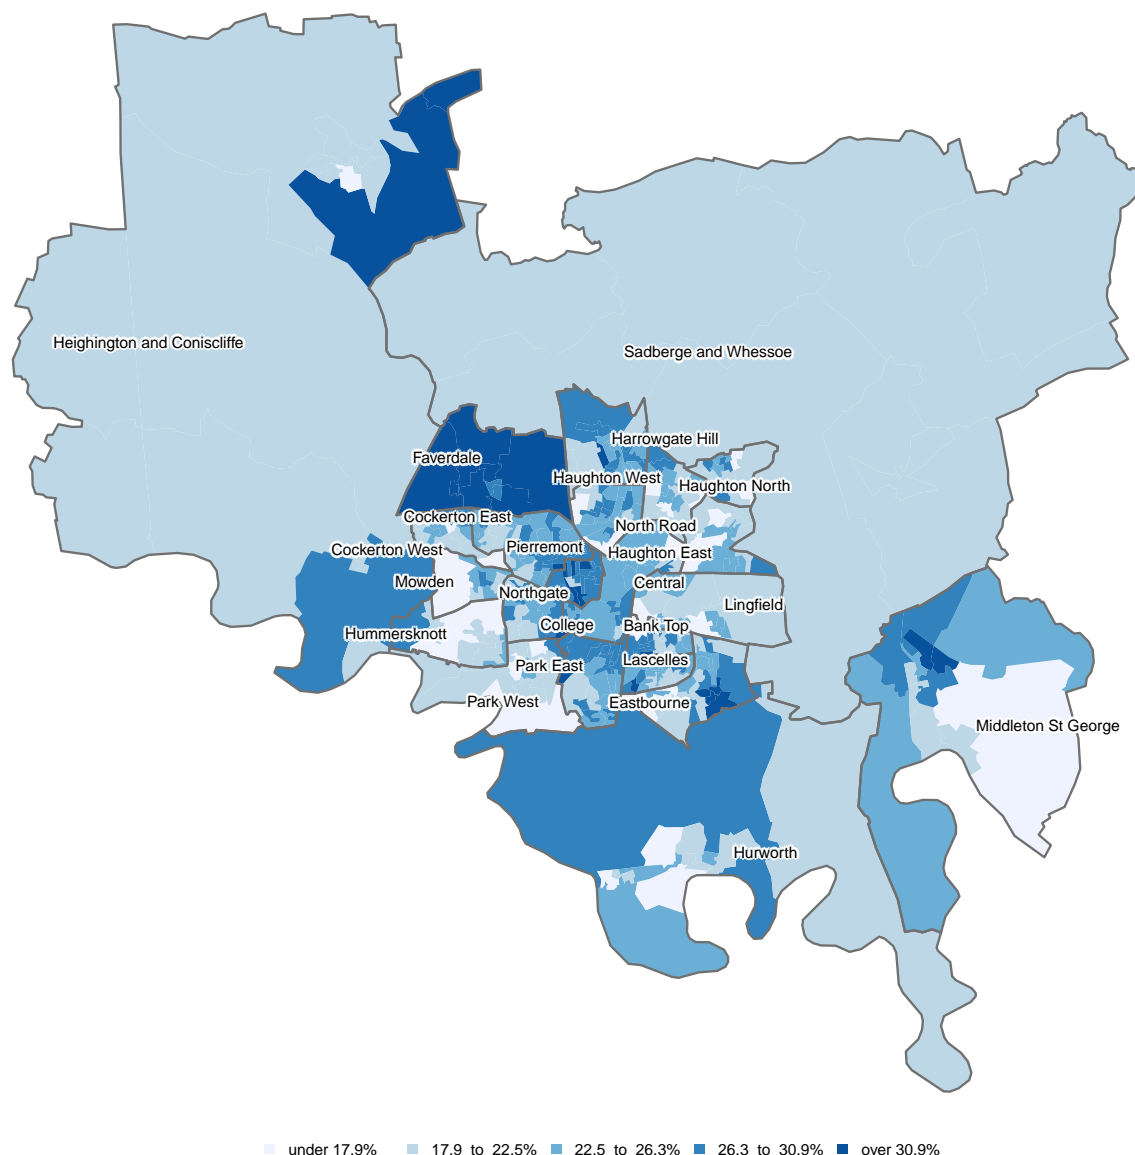 Heighington and Coniscliffe
Sadberge and Whessoe
Harrowgate Hill
Faverdale
Haughton West
Haughton North
Cockerton East
North Road
Cockerton West
Pierremont
Haughton East
Mowden
Central
Northgate
Lingfield
College
Bank Top
Hummersknott
Park East
Lascelles
Park West
Eastbourne
Middleton St George
Hurworth
under 17.9% 17.9 to 22.5% 22.5 to 26.3% 26.3 to 30.9% over 30.9%